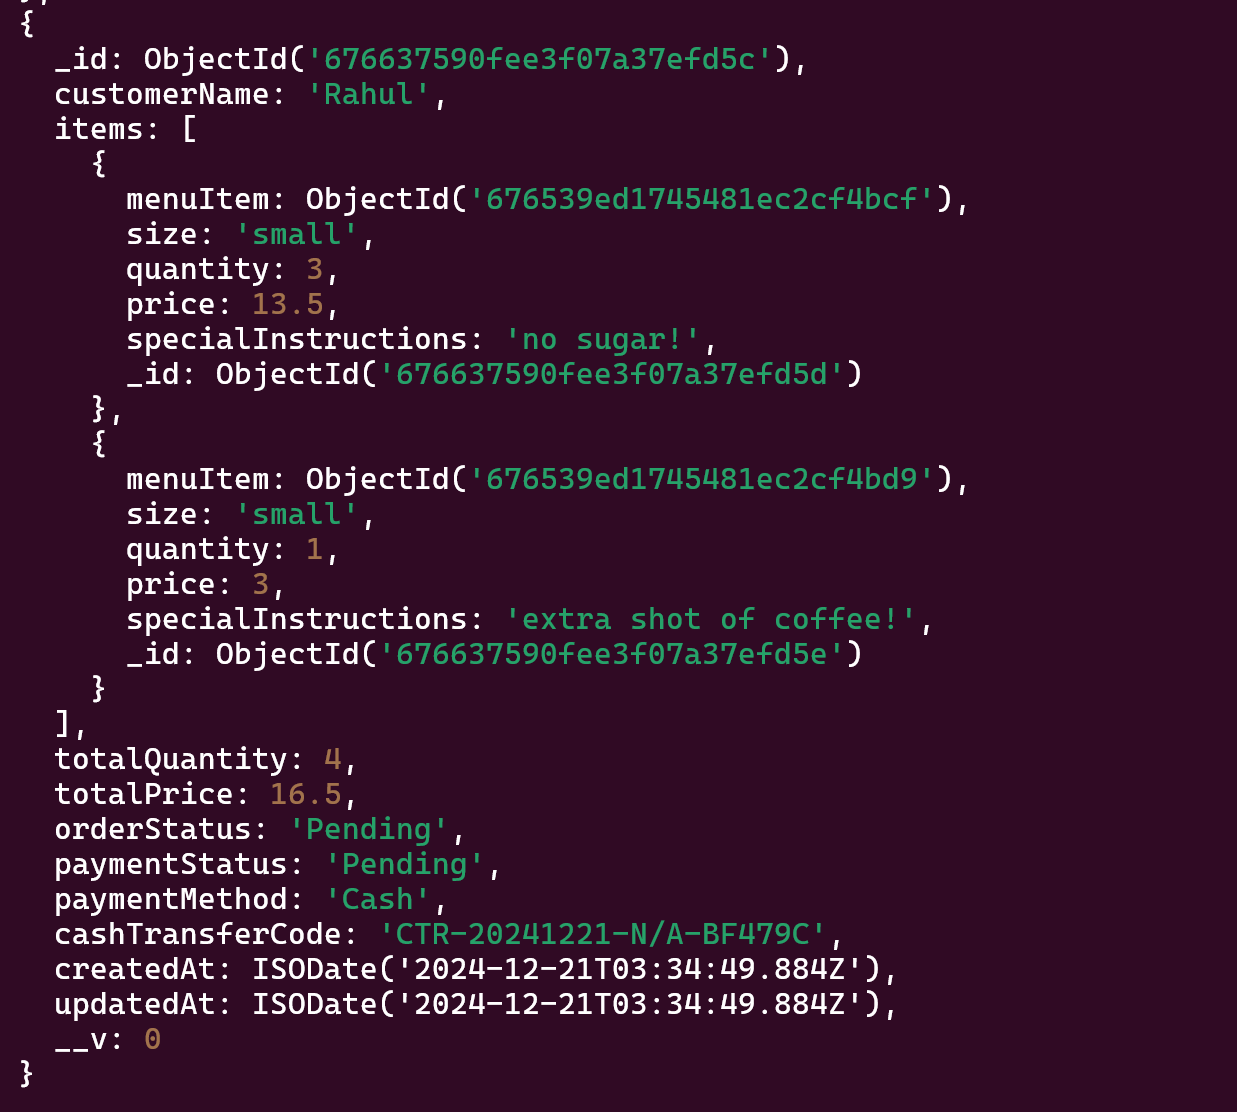 {
  _id: ObjectId('676637590fee3f07a37efd5c'),
  customerName: 'Rahul',
  items: [
    {
      menuItem: ObjectId('676539ed1745481ec2cf4bcf'),
      size: 'small',
      quantity: 3,
      price: 13.5,
      specialInstructions: 'no sugar!',
      _id: ObjectId('676637590fee3f07a37efd5d')
    },
    {
      menuItem: ObjectId('676539ed1745481ec2cf4bd9'),
      size: 'small',
      quantity: 1,
      price: 3,
      specialInstructions: 'extra shot of coffee!',
      _id: ObjectId('676637590fee3f07a37efd5e')
    }
  ],
  totalQuantity: 4,
  totalPrice: 16.5,
  orderStatus: 'Pending',
  paymentStatus: 'Pending',
  paymentMethod: 'Cash',
  cashTransferCode: 'CTR-20241221-N/A-BF479C',
  createdAt: ISODate('2024-12-21T03:34:49.884Z'),
  updatedAt: ISODate('2024-12-21T03:34:49.884Z'),
  __v: 0
}